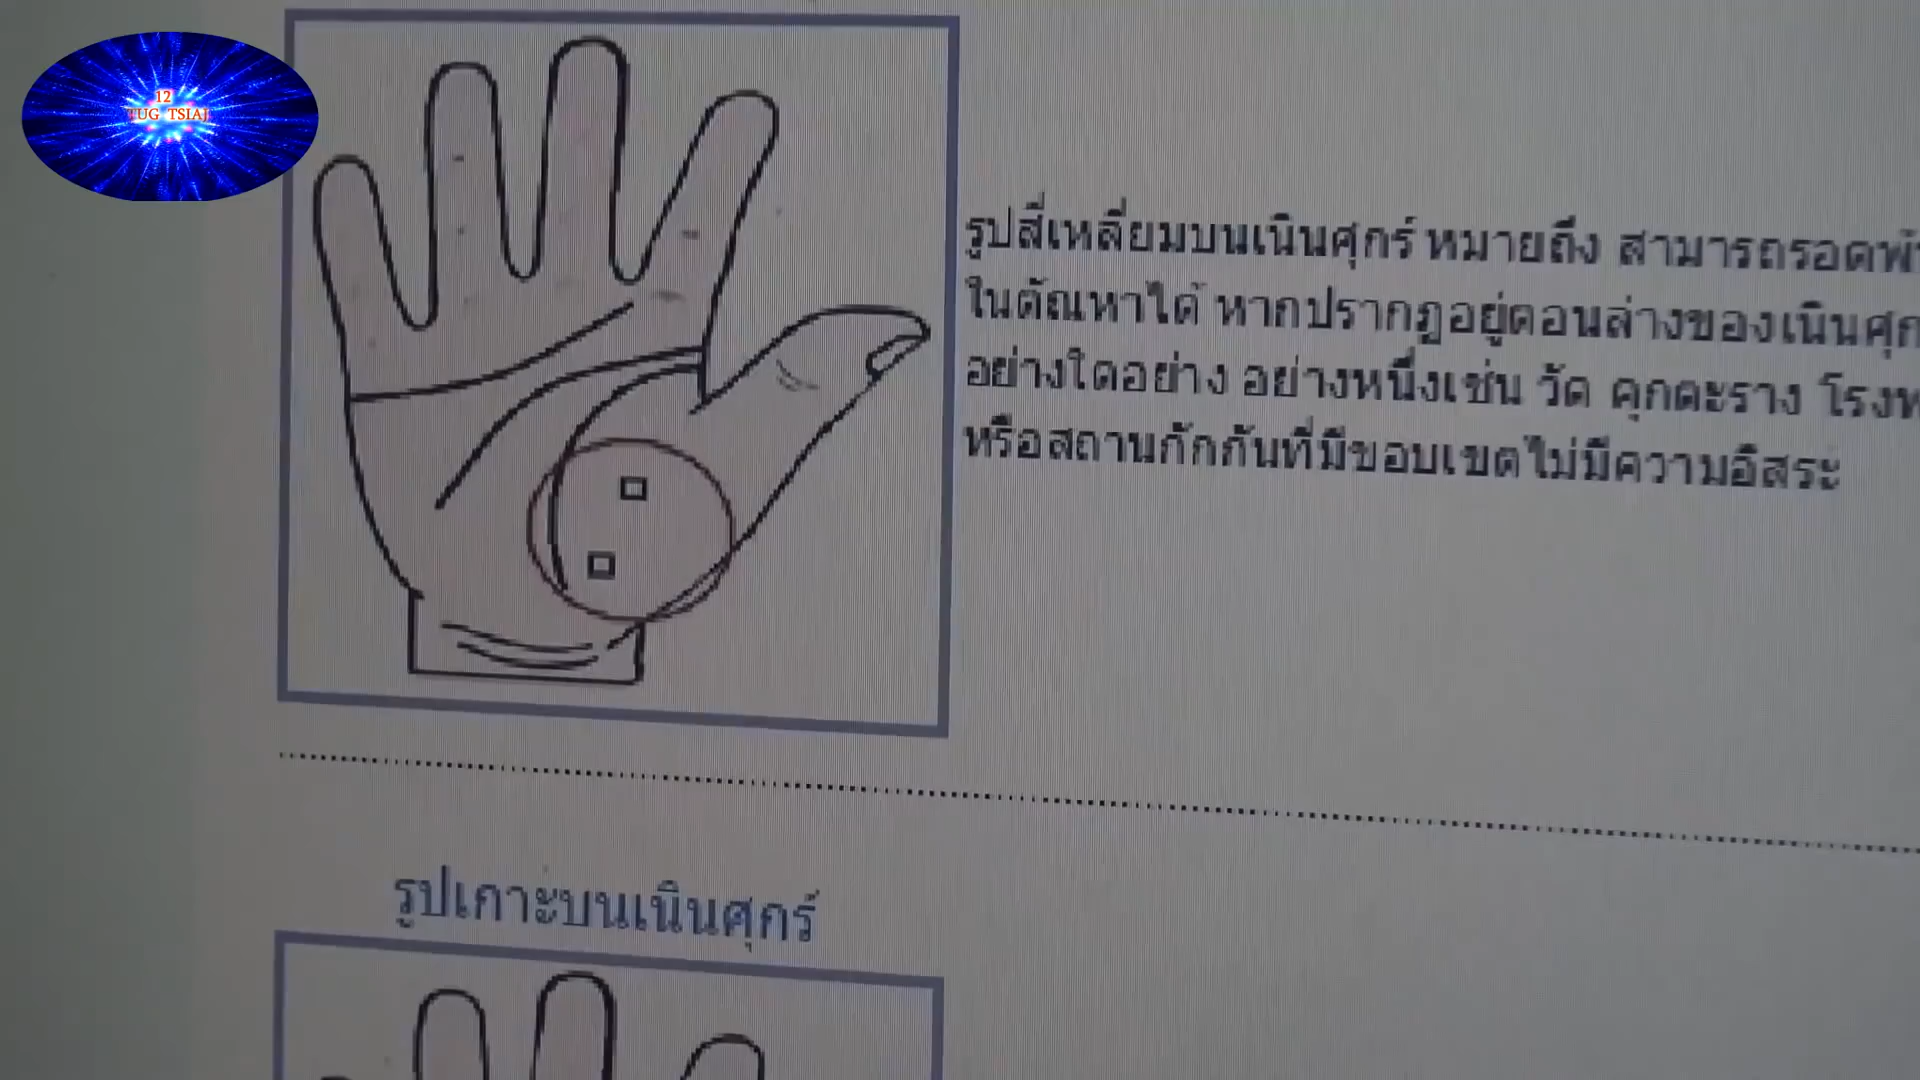 12
TUG TSIAJ
รูปสี่เหลี่ยมบนเนินศุกร์ หมายถึง สามารถรอดพ้
ในตัณหาได้ หากปรากฏอยู่ตอนล่างของเนินศุก
อย่างใดอย่าง อย่างหนึ่งเช่น วัด คุกตะราง โรงพ
หรือสถานกักกันที่มีขอบเขตไม่มีความอิสระ
รูปเกาะบนเนินศุกร์